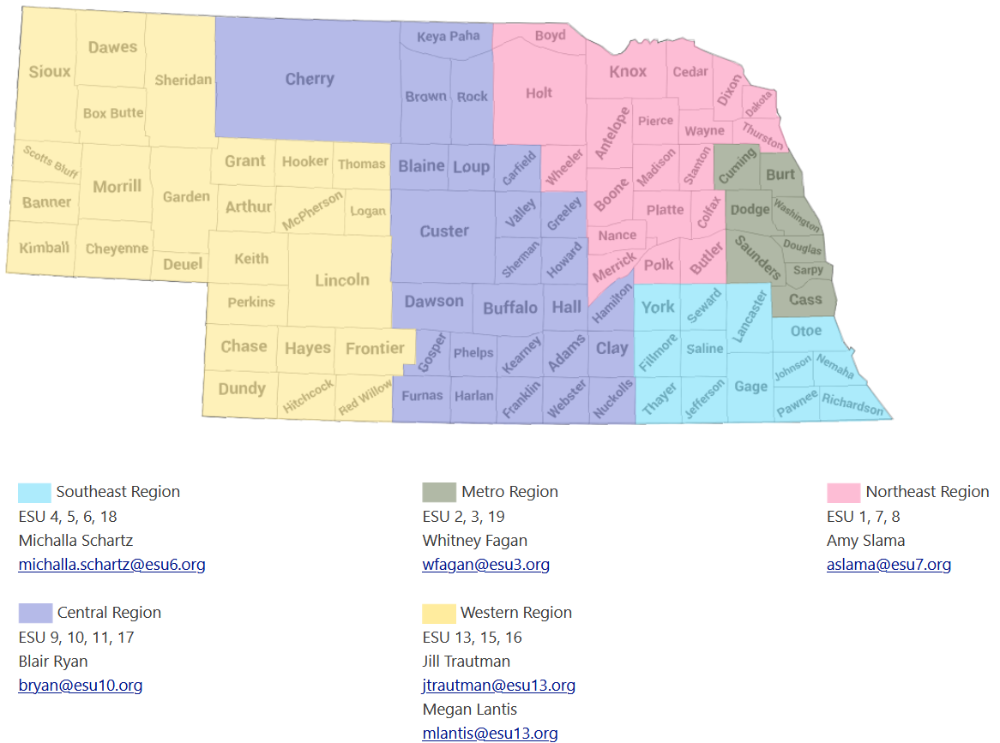 Boyd
Keya Paha
Dawes
Sioux
Knox
Cedar
Sheridan
Cherry
Dixon
Holt
Brown
Rock
Dakota
Box Butte
Antelope
Pierce
Wayne
Thurston
Scotts Bluff
Grant
Hooker
Thomas
Blaine
Loup
Garfield
Wheeler
Madison
Stanton
Cuming
Burt
Morrill
Garden
Banner
Arthur
McPherson
Logan
Custer
Valley
Greeley
Boone
Platte
Colfax
Dodge
Washington
Kimball
Cheyenne
Deuel
Keith
Nance
Sherman
Howard
Merrick
Polk
Butler
Saunders
Douglas
Sarpy
Lincoln
Perkins
Dawson
Buffalo
Hall
Hamilton
York
Seward
Lancaster
Cass
Otoe
Chase
Hayes
Frontier
Gosper
Phelps
Kearney
Adams
Clay
Fillmore
Saline
Johnson
Nemaha
Dundy
Hitchcock
Red Willow
Furnas
Harlan
Franklin
Webster
Nuckolls
Thayer
Jefferson
Gage
Pawnee
Richardson
Southeast Region
ESU 4, 5, 6, 18
Michalla Schartz
michalla.schartz@esu6.org
Metro Region
ESU 2, 3, 19
Whitney Fagan
wfagan@esu3.org
Northeast Region
ESU 1, 7, 8
Amy Slama
aslama@esu7.org
Central Region
ESU 9, 10, 11, 17
Blair Ryan
bryan@esu10.org
Western Region
ESU 13, 15, 16
Jill Trautman
jtrautman@esu13.org
Megan Lantis
mlantis@esu13.org